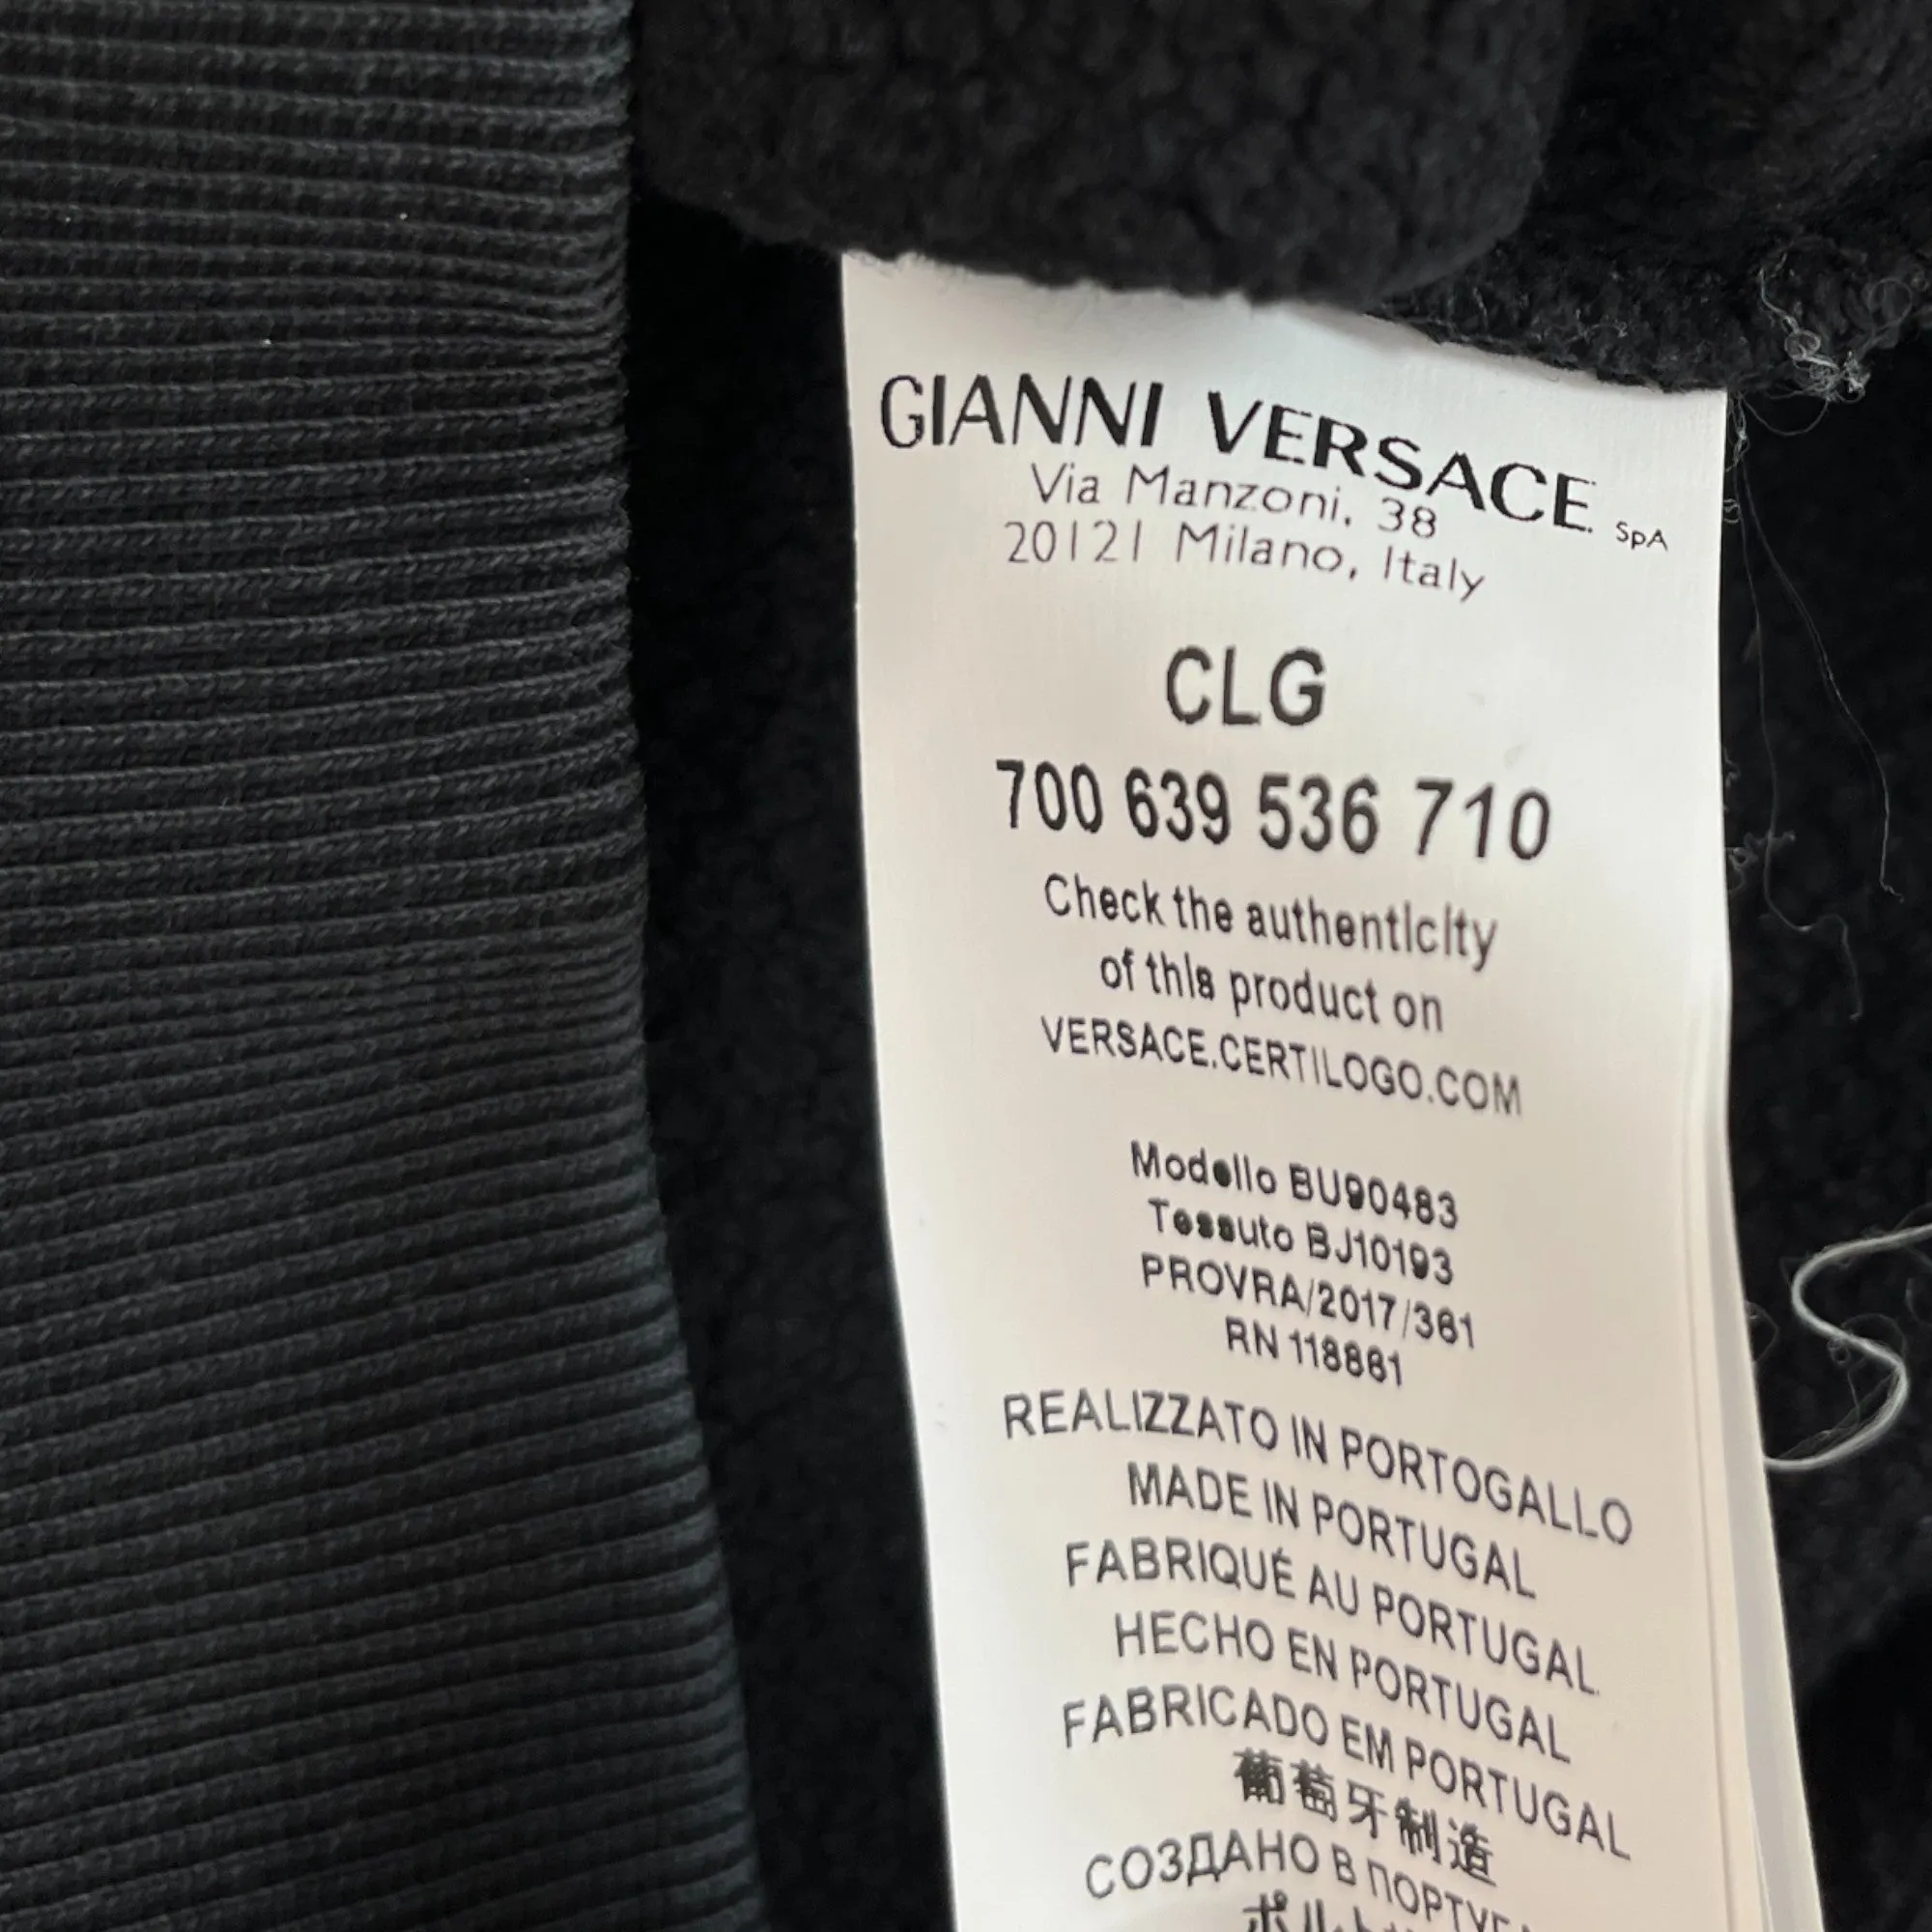 GIANNI VERSACE SpA
Via Manzoni, 38
20121 Milano, Italy
CLG
700 639 536 710
Check the authenticity
of this product on
VERSACE.CERTILOGO.COM
Modello BU90483
Tessuto BJ10193
PROVRA/2017/361
RN 118881
REALIZZATO IN PORTOGALLO
MADE IN PORTUGAL
FABRIQUÉ AU PORTUGAL
HECHO EN PORTUGAL
FABRICADO EM PORTUGAL
葡萄牙制造
СОЗДАНО В